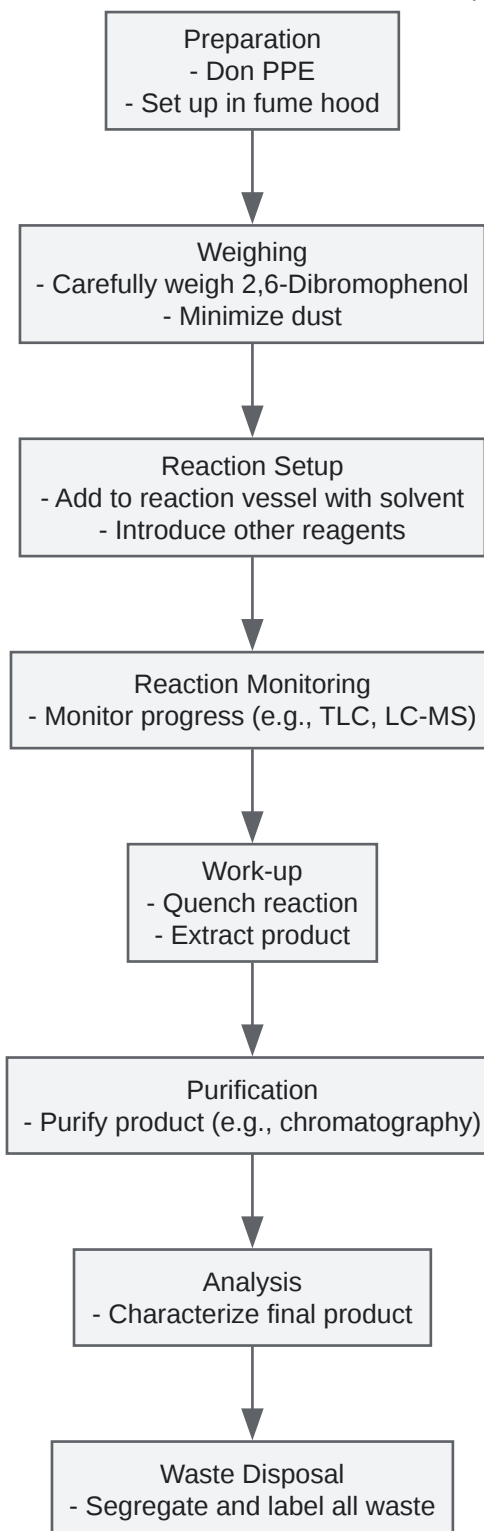 Preparation
- Don PPE
- Set up in fume hood
Weighing
- Carefully weigh 2,6-Dibromophenol
- Minimize dust
Reaction Setup
- Add to reaction vessel with solvent
- Introduce other reagents
Reaction Monitoring
- Monitor progress (e.g., TLC, LC-MS)
Work-up
- Quench reaction
- Extract product
Purification
- Purify product (e.g., chromatography)
Analysis
- Characterize final product
Waste Disposal
- Segregate and label all waste